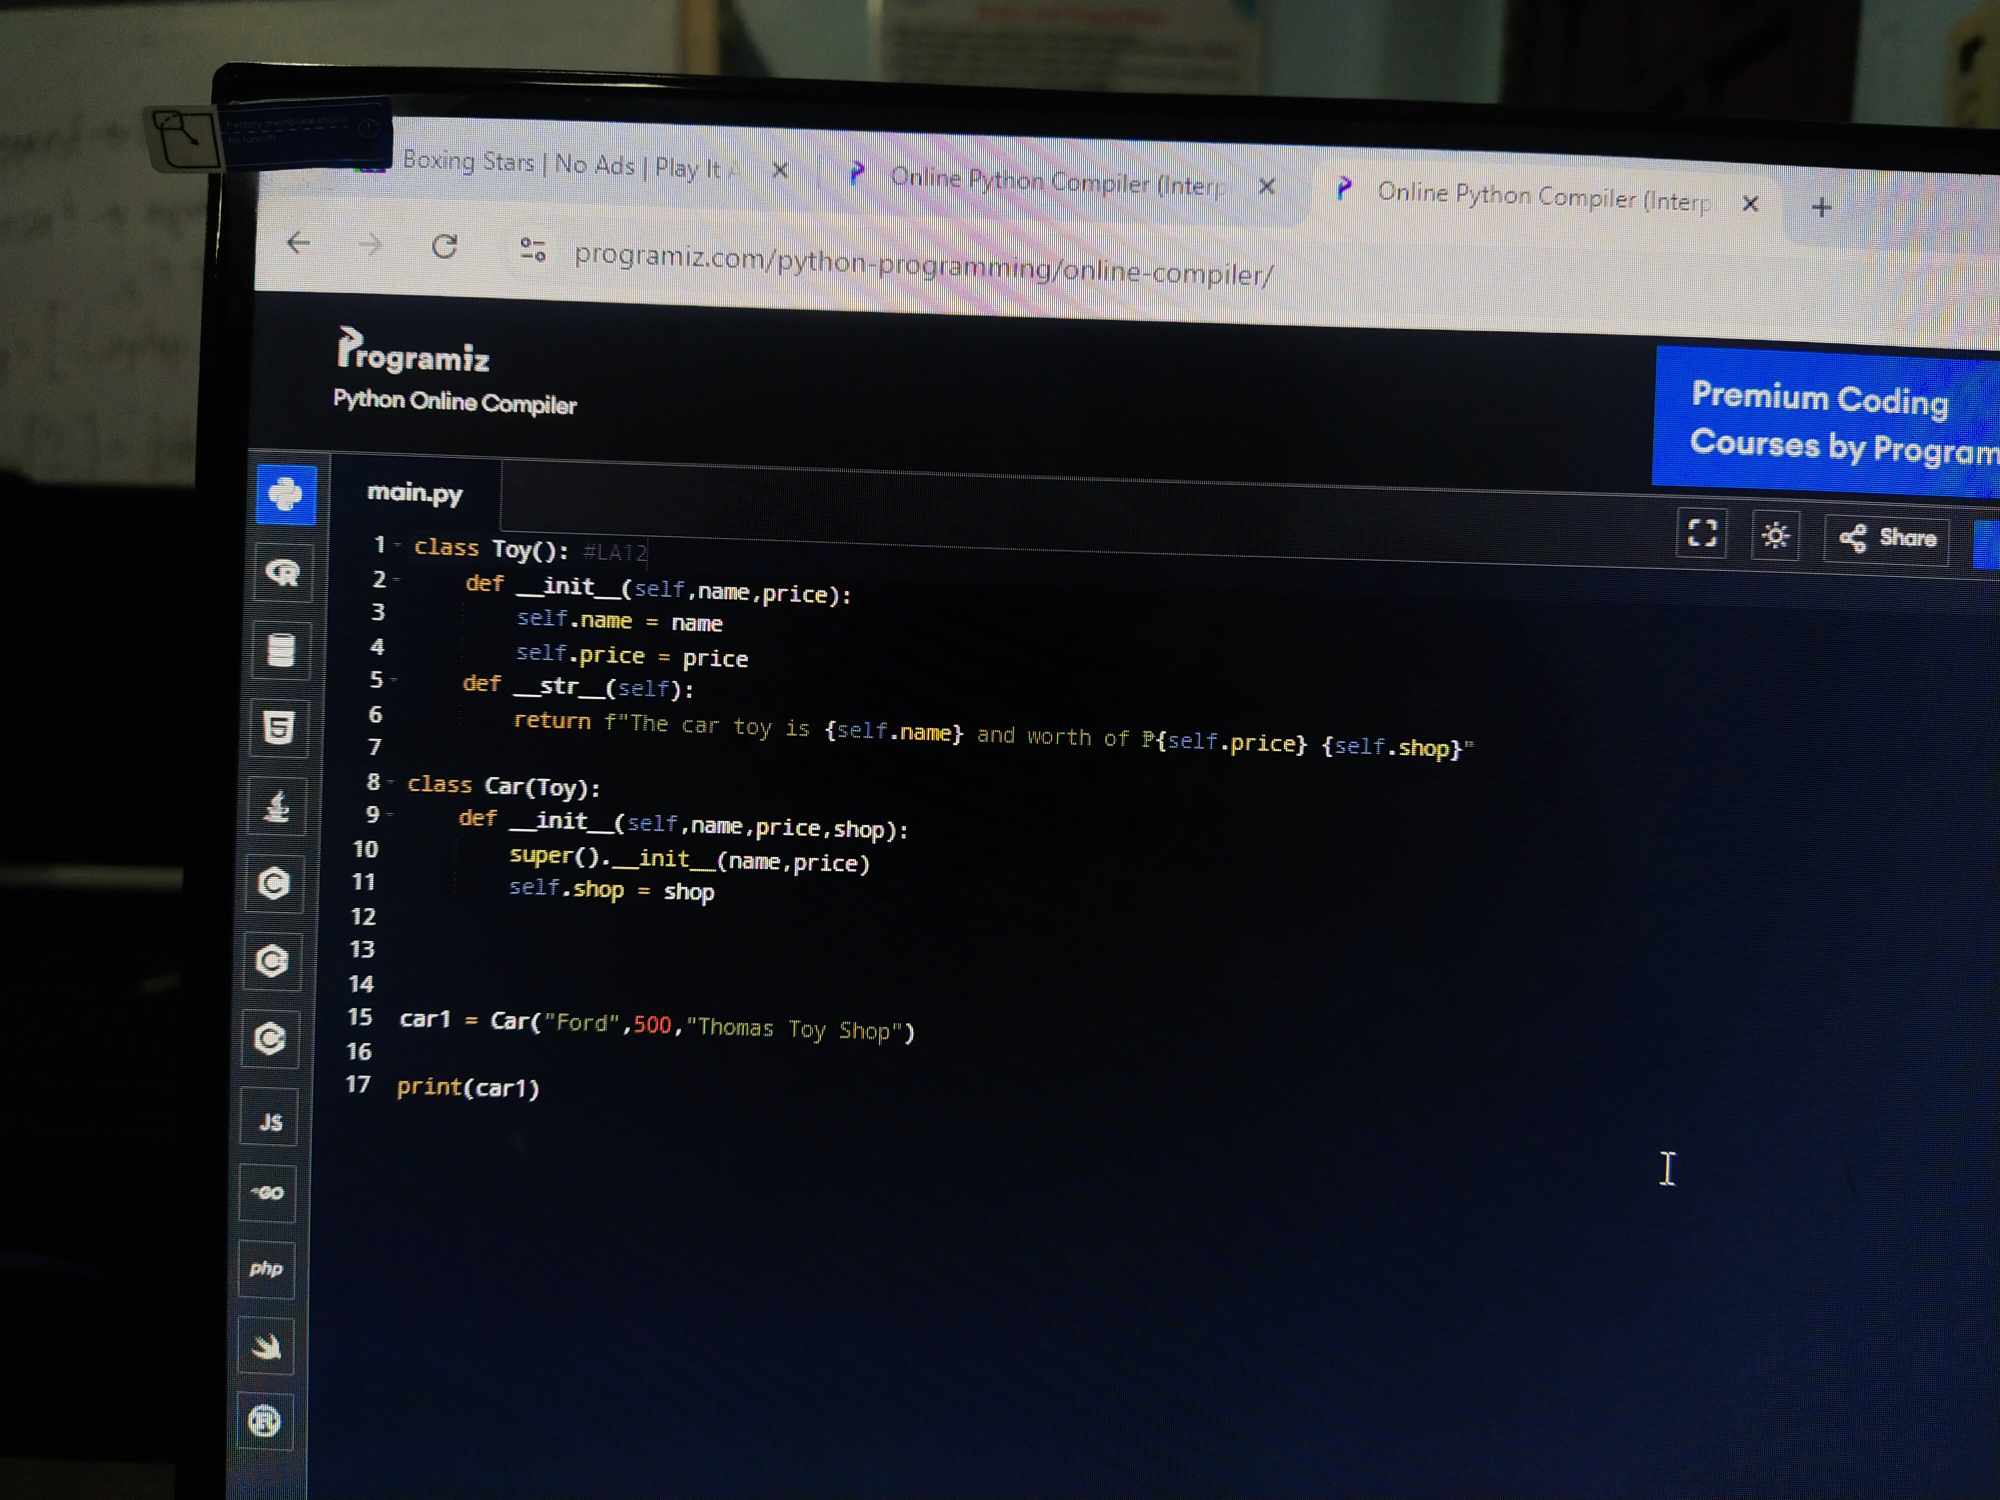 Boxing Stars | No Ads | Play It
Online Python Compiler (Interp
Online Python Compiler (Interp
programiz.com/python-programming/online-compiler/
Programiz
Python Online Compiler
Premium Coding
Courses by Program
main.py
Share
1 class Toy(): #LA12
2 def __init__(self,name,price):
3 self.name = name
4 self.price = price
5 def __str__(self):
6 return f"The car toy is {self.name} and worth of ₱{self.price} {self.shop}"
7
8 class Car(Toy):
9 def __init__(self,name,price,shop):
10 super().__init__(name,price)
11 self.shop = shop
12
13
14
15 car1 = Car("Ford",500,"Thomas Toy Shop")
16
17 print(car1)
R
5
C
C
C
JS
GO
php
R